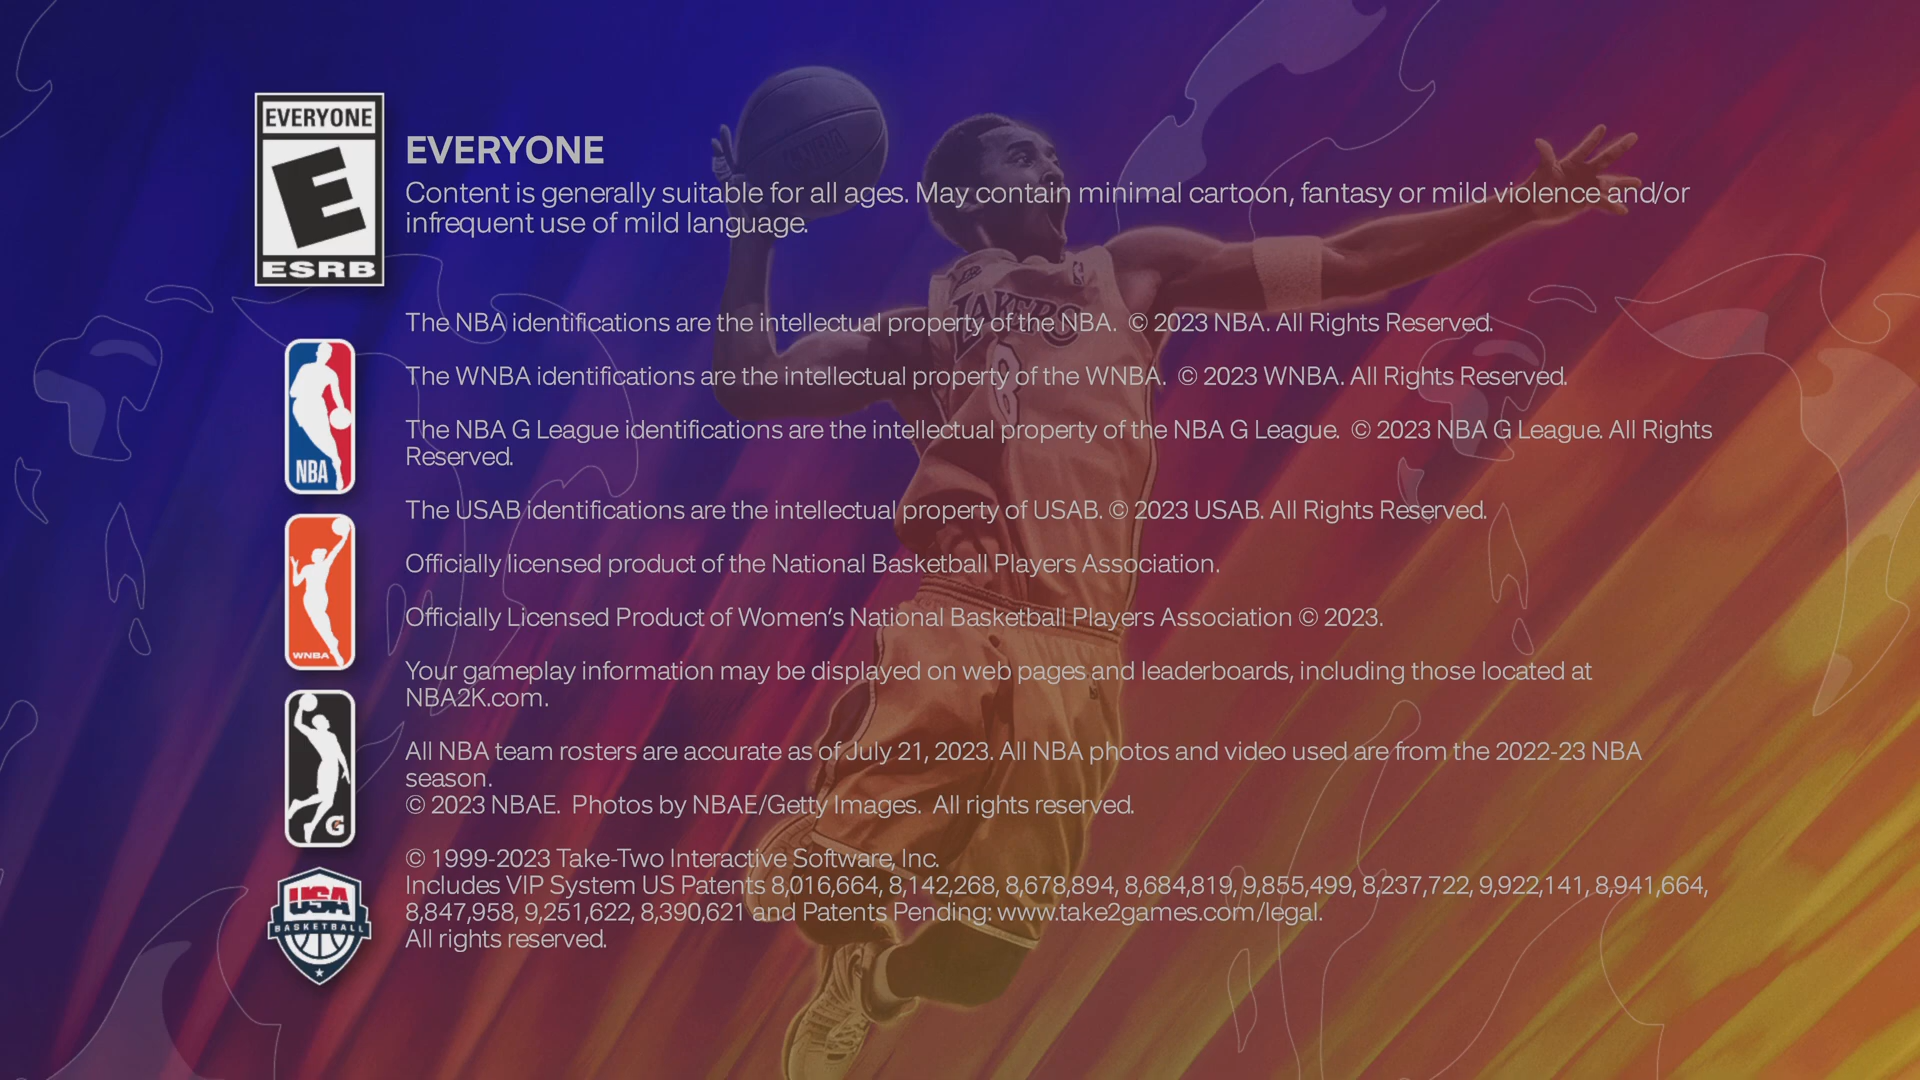 EVERYONE
ESRB
EVERYONE
Content is generally suitable for all ages. May contain minimal cartoon, fantasy or mild violence and/or
infrequent use of mild language.
LAKERS
8
The NBA identifications are the intellectual property of the NBA.  © 2023 NBA. All Rights Reserved.
NBA
The WNBA identifications are the intellectual property of the WNBA.  © 2023 WNBA. All Rights Reserved.
The NBA G League identifications are the intellectual property of the NBA G League.  © 2023 NBA G League. All Rights
Reserved.
The USAB identifications are the intellectual property of USAB. © 2023 USAB. All Rights Reserved.
Officially licensed product of the National Basketball Players Association.
WNBA
Officially Licensed Product of Women’s National Basketball Players Association © 2023.
Your gameplay information may be displayed on web pages and leaderboards, including those located at
NBA2K.com.
All NBA team rosters are accurate as of July 21, 2023. All NBA photos and video used are from the 2022-23 NBA
season.
© 2023 NBAE.  Photos by NBAE/Getty Images.  All rights reserved.
G
© 1999-2023 Take-Two Interactive Software, Inc.
Includes VIP System US Patents 8,016,664, 8,142,268, 8,678,894, 8,684,819, 9,855,499, 8,237,722, 9,922,141, 8,941,664,
8,847,958, 9,251,622, 8,390,621 and Patents Pending: www.take2games.com/legal.
All rights reserved.
USA
BASKETBALL